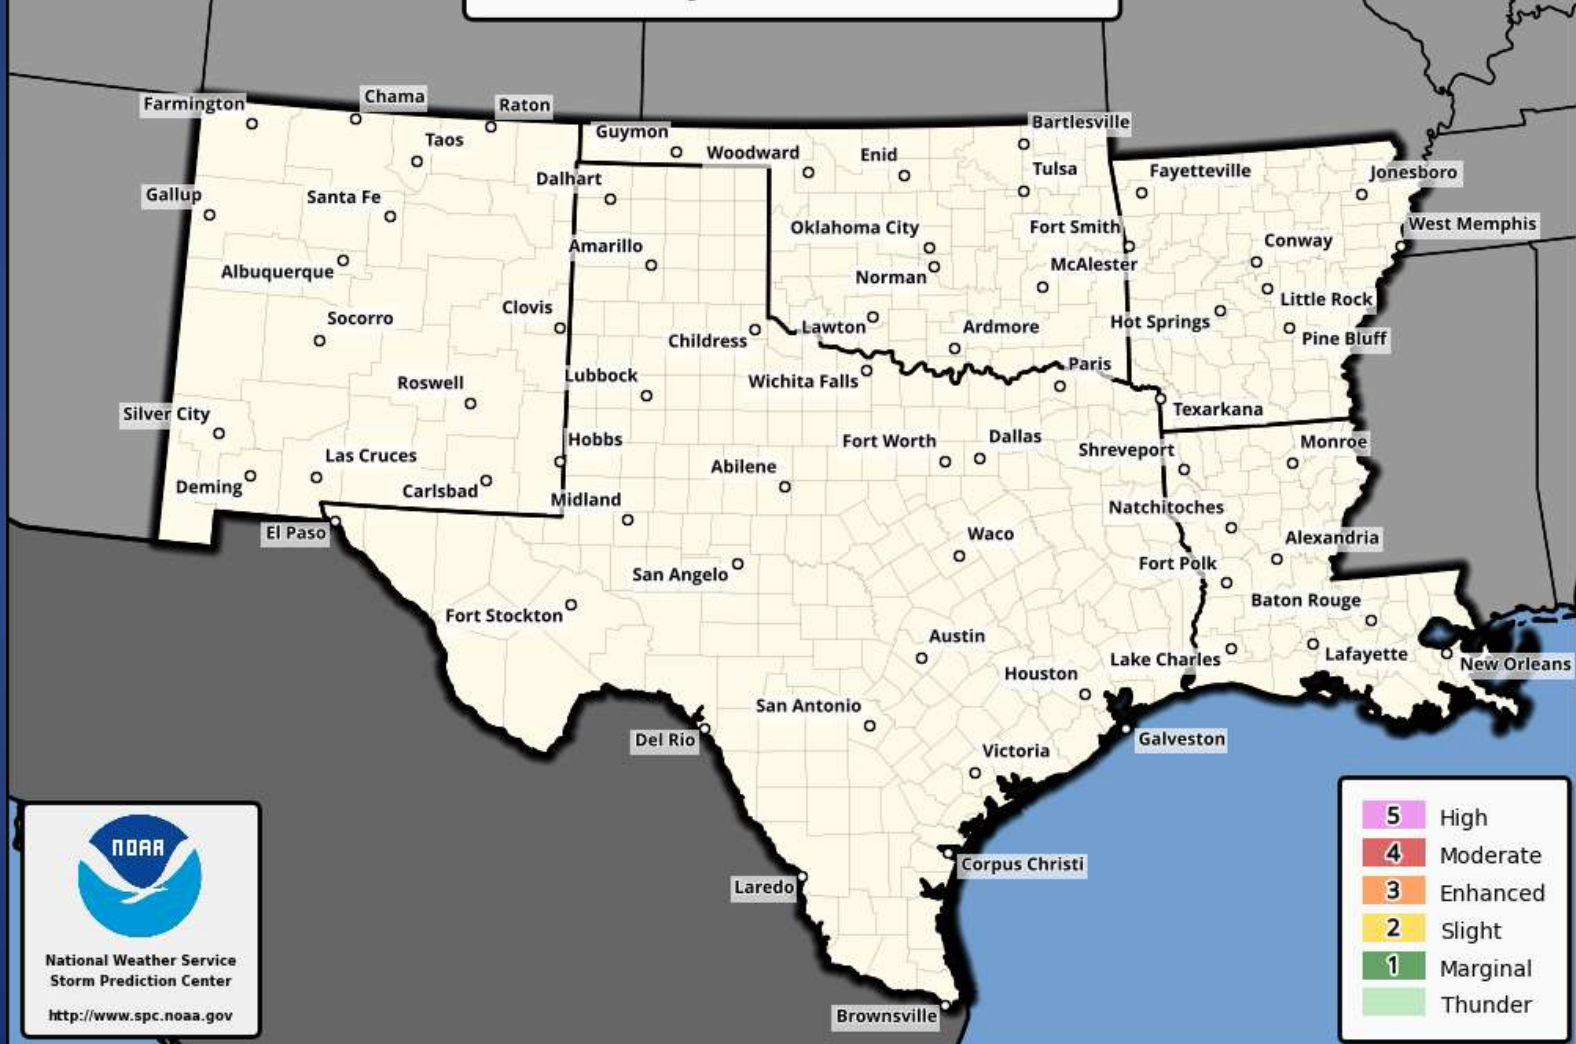 Farmington
Chama
Raton
Taos
Guymon
Woodward
Enid
Bartlesville
Tulsa
Fayetteville
Jonesboro
Gallup
Santa Fe
Dalhart
Oklahoma City
Fort Smith
West Memphis
Conway
Albuquerque
Amarillo
Norman
McAlester
Little Rock
Socorro
Clovis
Childress
Lawton
Ardmore
Hot Springs
Pine Bluff
Roswell
Lubbock
Wichita Falls
Paris
Texarkana
Silver City
Las Cruces
Hobbs
Abilene
Fort Worth
Dallas
Shreveport
Monroe
Deming
Carlsbad
Midland
Natchitoches
El Paso
Waco
Alexandria
San Angelo
Fort Polk
Fort Stockton
Baton Rouge
Austin
Houston
Lake Charles
Lafayette
New Orleans
San Antonio
Del Rio
Victoria
Galveston
Laredo
Corpus Christi
Brownsville
NOAA
National Weather Service
Storm Prediction Center
http://www.spc.noaa.gov
5 High
4 Moderate
3 Enhanced
2 Slight
1 Marginal
Thunder